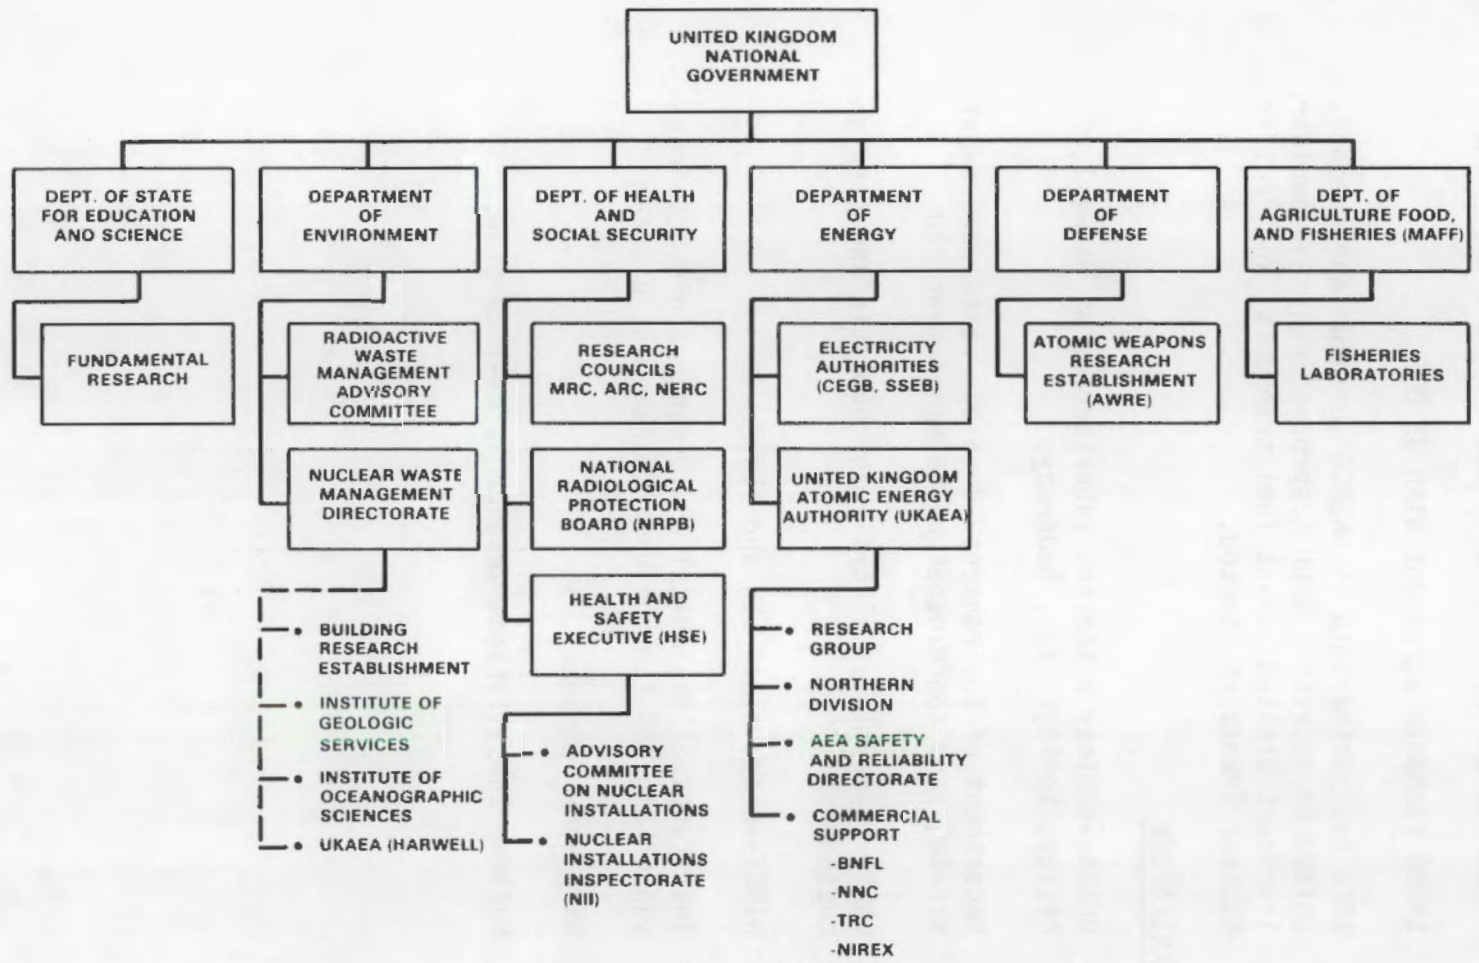 UNITED KINGDOM
NATIONAL
GOVERNMENT
DEPT. OF STATE
FOR EDUCATION
ANO SCIENCE
OEPARTMENT
OF
ENVIRONMENT
DEPT. OF HEALTH
AND
SOCIAL SECURITY
DEPARTMENT
OF
ENERGY
DEPARTMENT
OF
DEFENSE
DEPT. OF
AGRICULTURE FOOD,
AND FISHERIES (MAFF)
FUNDAMENTAL
RESEARCH
RADIOACTIVE
WASTE
MANAGEMENT
ADVISORY
COMMITTEE
RESEARCH
COUNCILS
MRC, ARC, NERC
ELECTRICITY
AUTHORITIES
(CEGB, SSEB)
ATOMIC WEAPONS
RESEARCH
ESTABLISHMENT
(AWRE)
FISHERIES
LABORATORIES
NUCLEAR WASTE
MANAGEMENT
DIRECTORATE
NATIONAL
RADIOLOGICAL
PROTECTION
BOARD (NRPB)
UNITED KINGDOM
ATOMIC ENERGY
AUTHORITY (UKAEA)
HEALTH AND
SAFETY
EXECUTIVE (HSE)
• BUILDING
RESEARCH
ESTABLISHMENT
• INSTITUTE OF
GEOLOGIC
SERVICES
• INSTITUTE OF
OCEANOGRAPHIC
SCIENCES
• UKAEA (HARWELL)
• ADVISORY
COMMITTEE
ON NUCLEAR
INSTALLATIONS
• NUCLEAR
INSTALLATIONS
INSPECTORATE
(NII)
• RESEARCH
GROUP
• NORTHERN
DIVISION
• AEA SAFETY
AND RELIABILITY
DIRECTORATE
• COMMERCIAL
SUPPORT
-BNFL
-NNC
-TRC
-NIREX